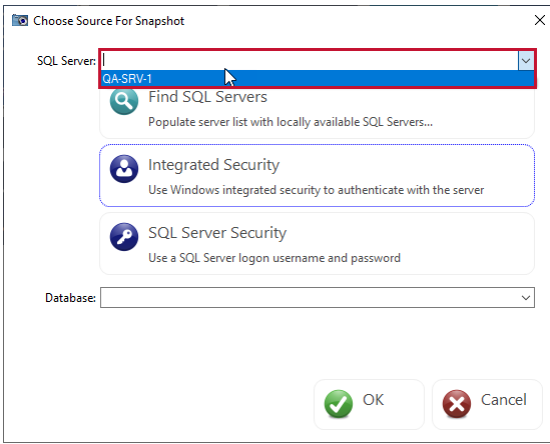 Choose Source For Snapshot
SQL Server:
QA-SRV-1
Find SQL Servers
Populate server list with locally available SQL Servers...
Integrated Security
Use Windows integrated security to authenticate with the server
SQL Server Security
Use a SQL Server logon username and password
Database:
OK
Cancel